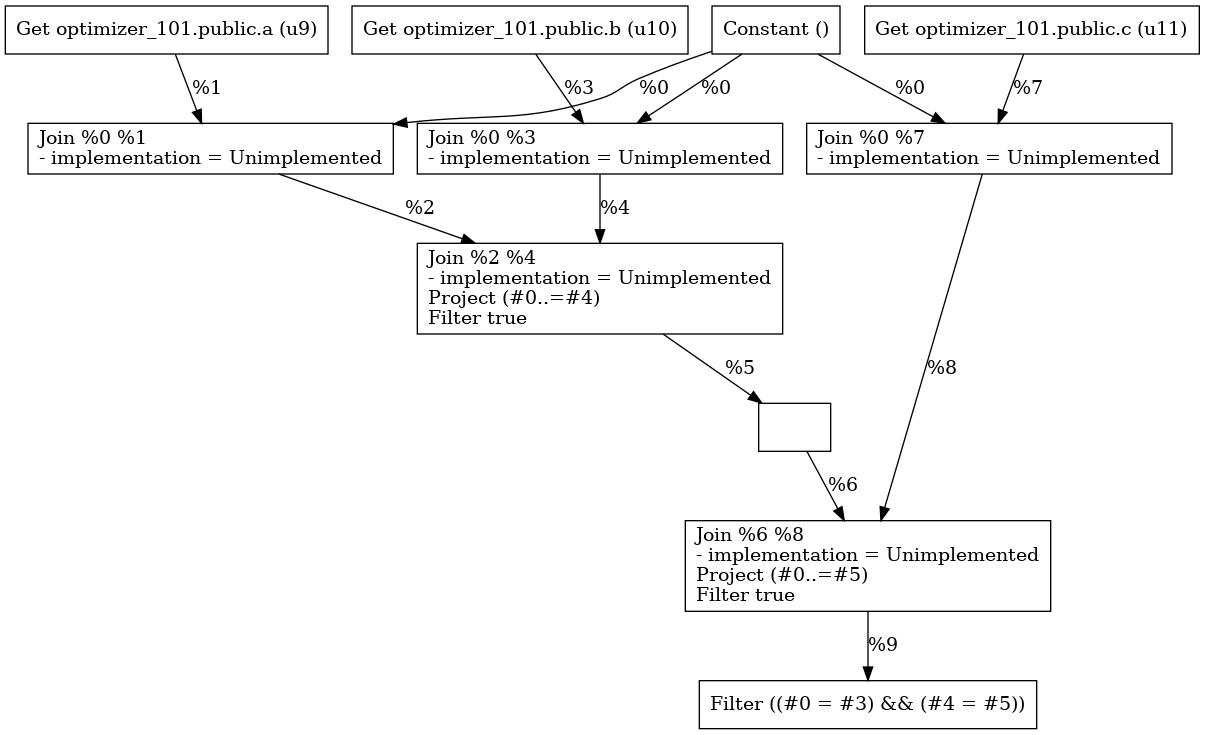 Get optimizer_101.public.a (u9)
Get optimizer_101.public.b (u10)
Constant ()
Get optimizer_101.public.c (u11)
%1
%3
%0
%0
%0
%7
Join %0 %1
- implementation = Unimplemented
Join %0 %3
- implementation = Unimplemented
Join %0 %7
- implementation = Unimplemented
%2
%4
Join %2 %4
- implementation = Unimplemented
Project (#0..=#4)
Filter true
%5
%8
%6
Join %6 %8
- implementation = Unimplemented
Project (#0..=#5)
Filter true
%9
Filter ((#0 = #3) && (#4 = #5))